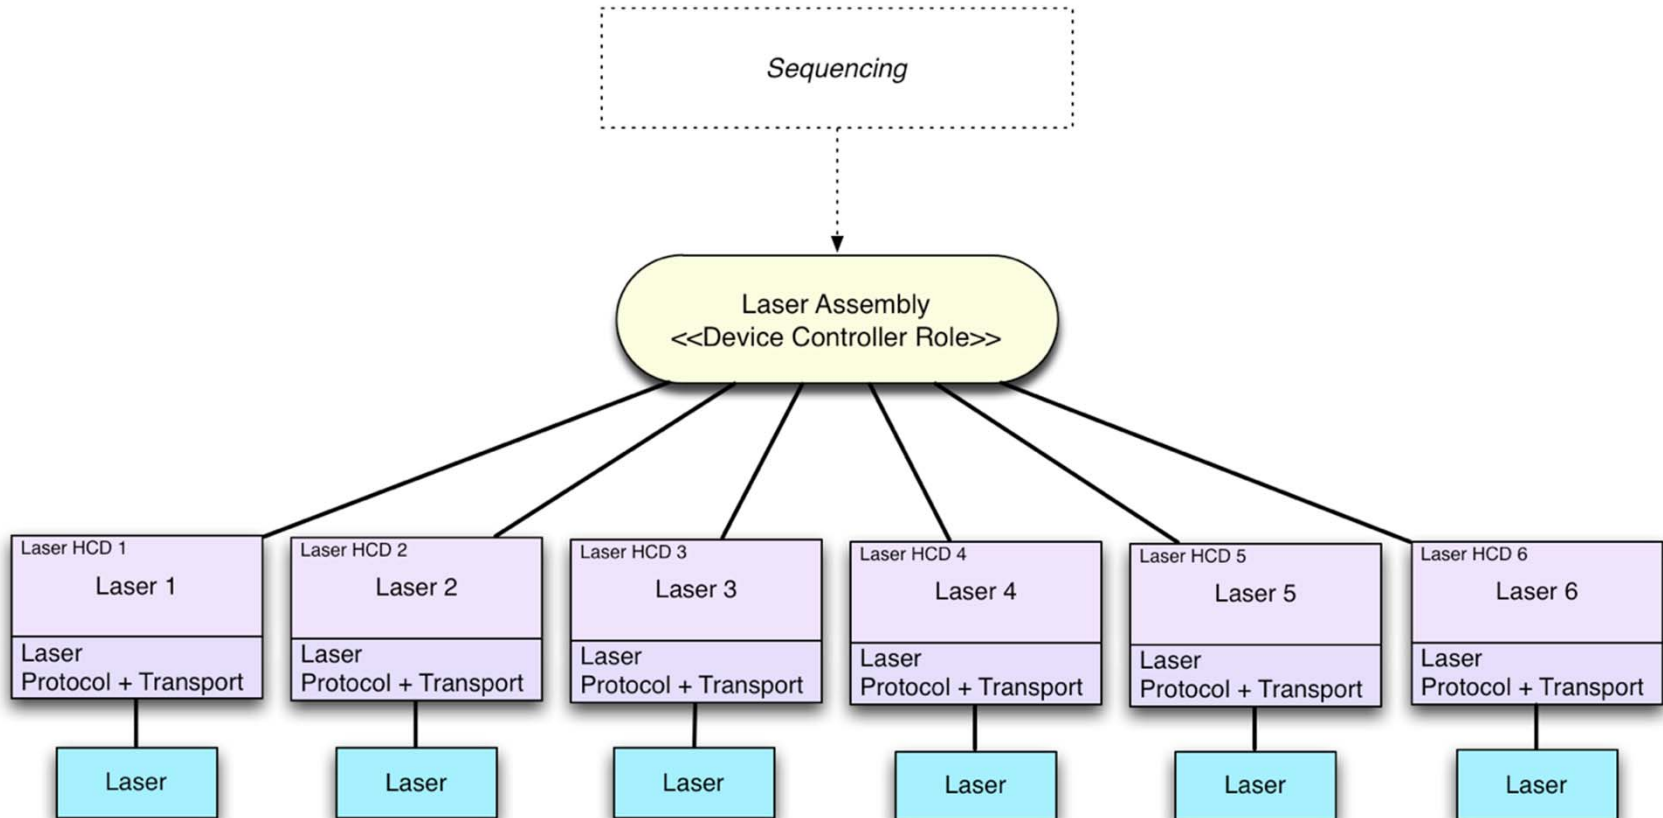 Sequencing
Laser Assembly
<<Device Controller Role>>
Laser HCD 1
Laser 1
Laser
Protocol + Transport
Laser
Laser HCD 2
Laser 2
Laser
Protocol + Transport
Laser
Laser HCD 3
Laser 3
Laser
Protocol + Transport
Laser
Laser HCD 4
Laser 4
Laser
Protocol + Transport
Laser
Laser HCD 5
Laser 5
Laser
Protocol + Transport
Laser
Laser HCD 6
Laser 6
Laser
Protocol + Transport
Laser